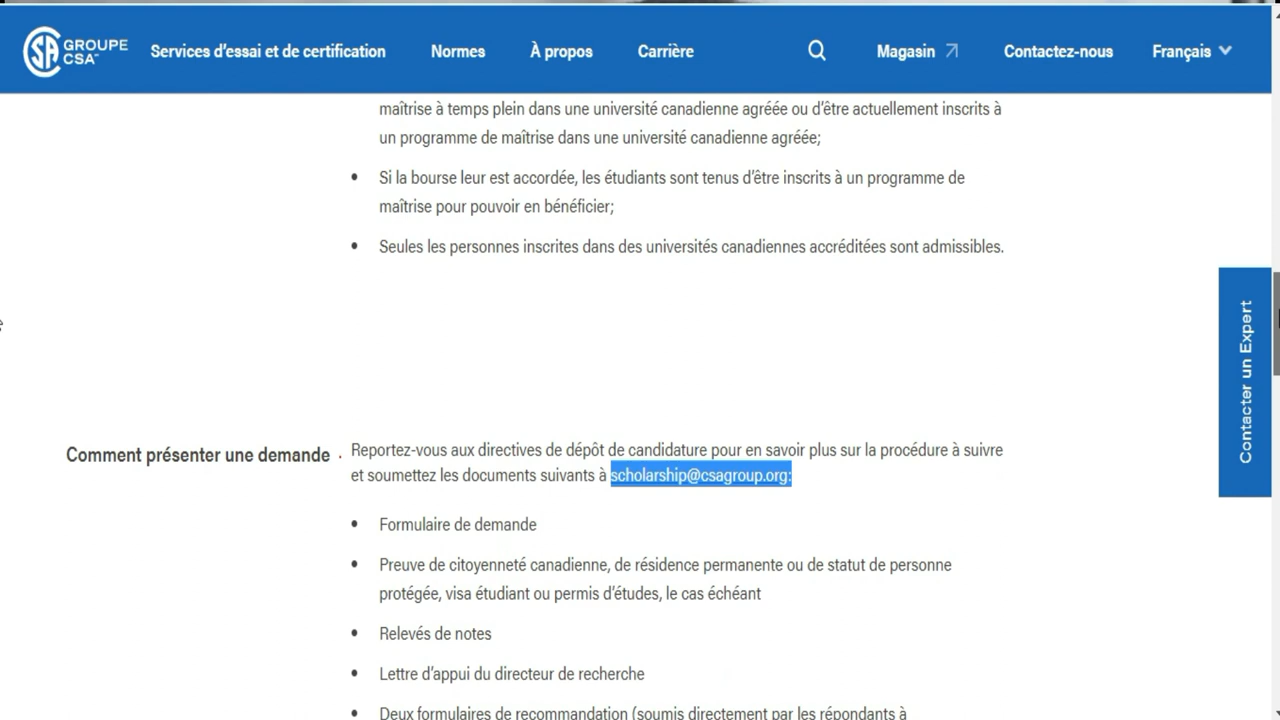 GROUPE
CSA™
Services d'essai et de certification
Normes
À propos
Carrière
Magasin
Contactez-nous
Français
maîtrise à temps plein dans une université canadienne agréée ou d'être actuellement inscrits à
un programme de maîtrise dans une université canadienne agréée;
• Si la bourse leur est accordée, les étudiants sont tenus d'être inscrits à un programme de
maîtrise pour pouvoir en bénéficier;
• Seules les personnes inscrites dans des universités canadiennes accréditées sont admissibles.
Contacter un Expert
Comment présenter une demande
Reportez-vous aux directives de dépôt de candidature pour en savoir plus sur la procédure à suivre
et soumettez les documents suivants à scholarship@csagroup.org:
• Formulaire de demande
• Preuve de citoyenneté canadienne, de résidence permanente ou de statut de personne
protégée, visa étudiant ou permis d'études, le cas échéant
• Relevés de notes
• Lettre d'appui du directeur de recherche
• Deux formulaires de recommandation (soumis directement par les répondants à